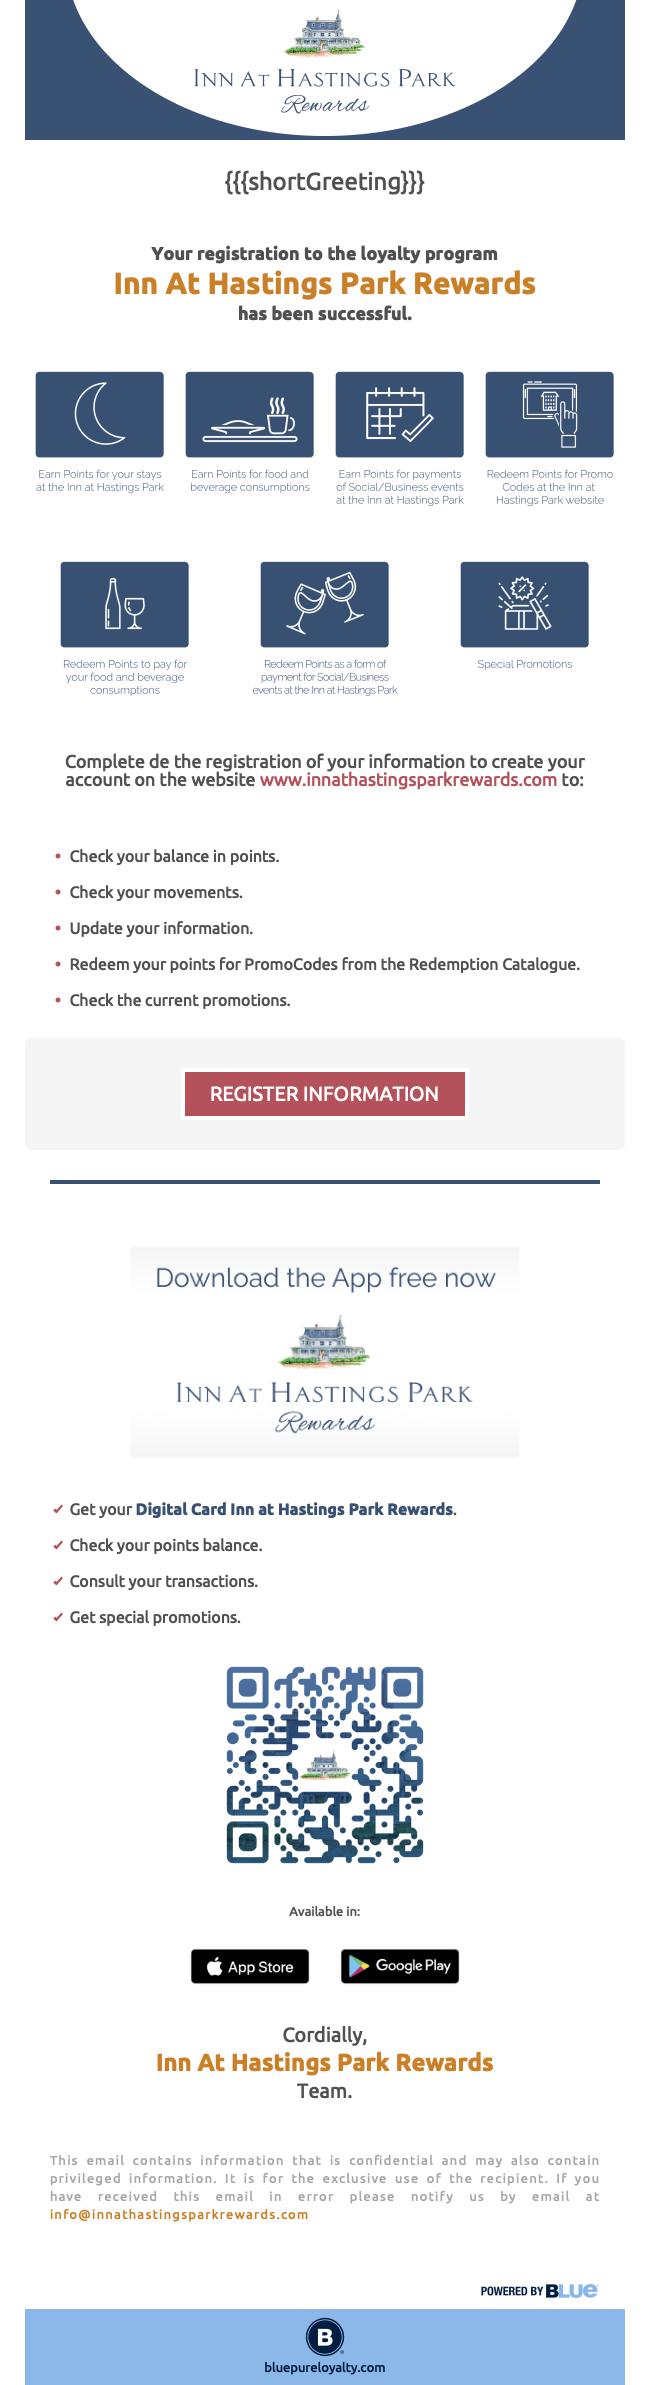 INN AT HASTINGS PARK
Rewards
{{{shortGreeting}}}
Your registration to the loyalty program
Inn At Hastings Park Rewards
has been successful.
Earn Points for your stays
at the Inn at Hastings Park
Earn Points for food and
beverage consumptions
Earn Points for payments
of Social/Business events
at the Inn at Hastings Park
Redeem Points for Promo
Codes at the Inn at
Hastings Park website
Redeem Points to pay for
your food and beverage
consumptions
Redeem Points as a form of
payment for Social/Business
events at the Inn at Hastings Park
Special Promotions
Complete de the registration of your information to create your
account on the website www.innathastingsparkrewards.com to:
• Check your balance in points.
• Check your movements.
• Update your information.
• Redeem your points for PromoCodes from the Redemption Catalogue.
• Check the current promotions.
REGISTER INFORMATION
Download the App free now
INN AT HASTINGS PARK
Rewards
✓ Get your Digital Card Inn at Hastings Park Rewards.
✓ Check your points balance.
✓ Consult your transactions.
✓ Get special promotions.
Available in:
App Store
Google Play
Cordially,
Inn At Hastings Park Rewards
Team.
This email contains information that is confidential and may also contain
privileged information. It is for the exclusive use of the recipient. If you
have received this email in error please notify us by email at
info@innathastingsparkrewards.com
POWERED BY BLUe
B
bluepureloyalty.com